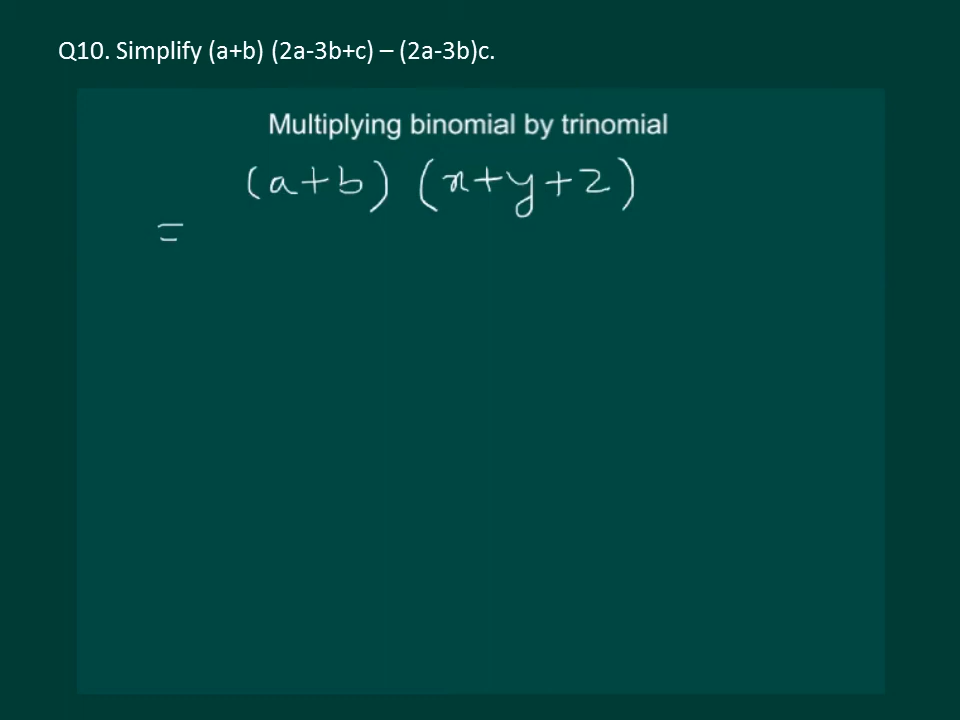 Q10. Simplify (a+b) (2a-3b+c) – (2a-3b)c.
Multiplying binomial by trinomial
(a+b) (x+y+z)
=